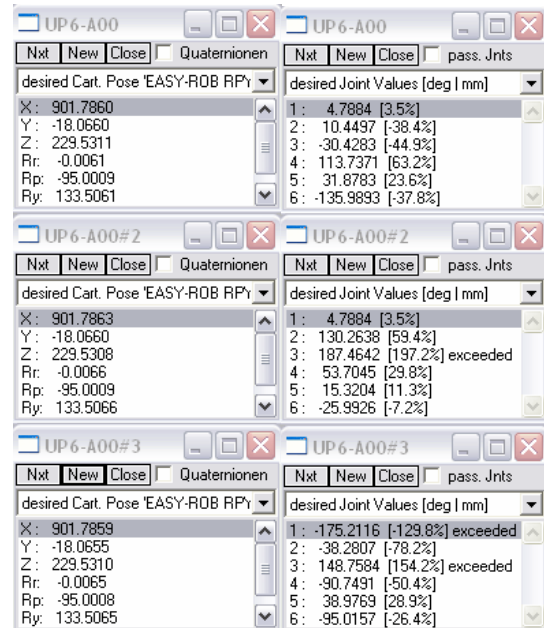 UP6-A00
Nxt New Close Quaternionen
desired Cart. Pose 'EASY-ROB RPY
X: 901.7860
Y: -18.0660
Z: 229.5311
Rr: -0.0061
Rp: -95.0009
Ry: 133.5061
UP6-A00
Nxt New Close pass. Jnts
desired Joint Values [deg | mm]
1: 4.7884 [3.5%]
2: 10.4497 [-38.4%]
3: -30.4283 [-44.9%]
4: 113.7371 [63.2%]
5: 31.8783 [23.6%]
6: -135.9893 [-37.8%]
UP6-A00#2
Nxt New Close Quaternionen
desired Cart. Pose 'EASY-ROB RPY
X: 901.7863
Y: -18.0660
Z: 229.5308
Rr: -0.0066
Rp: -95.0009
Ry: 133.5066
UP6-A00#2
Nxt New Close pass. Jnts
desired Joint Values [deg | mm]
1: 4.7884 [3.5%]
2: 130.2638 [59.4%]
3: 187.4642 [197.2%] exceeded
4: 53.7045 [29.8%]
5: 15.3204 [11.3%]
6: -25.9926 [-7.2%]
UP6-A00#3
Nxt New Close Quaternionen
desired Cart. Pose 'EASY-ROB RPY
X: 901.7859
Y: -18.0655
Z: 229.5310
Rr: -0.0065
Rp: -95.0008
Ry: 133.5065
UP6-A00#3
Nxt New Close pass. Jnts
desired Joint Values [deg | mm]
1: -175.2116 [-129.8%] exceeded
2: -38.2807 [-78.2%]
3: 148.7584 [154.2%] exceeded
4: -90.7491 [-50.4%]
5: 38.9769 [28.9%]
6: -95.0157 [-26.4%]